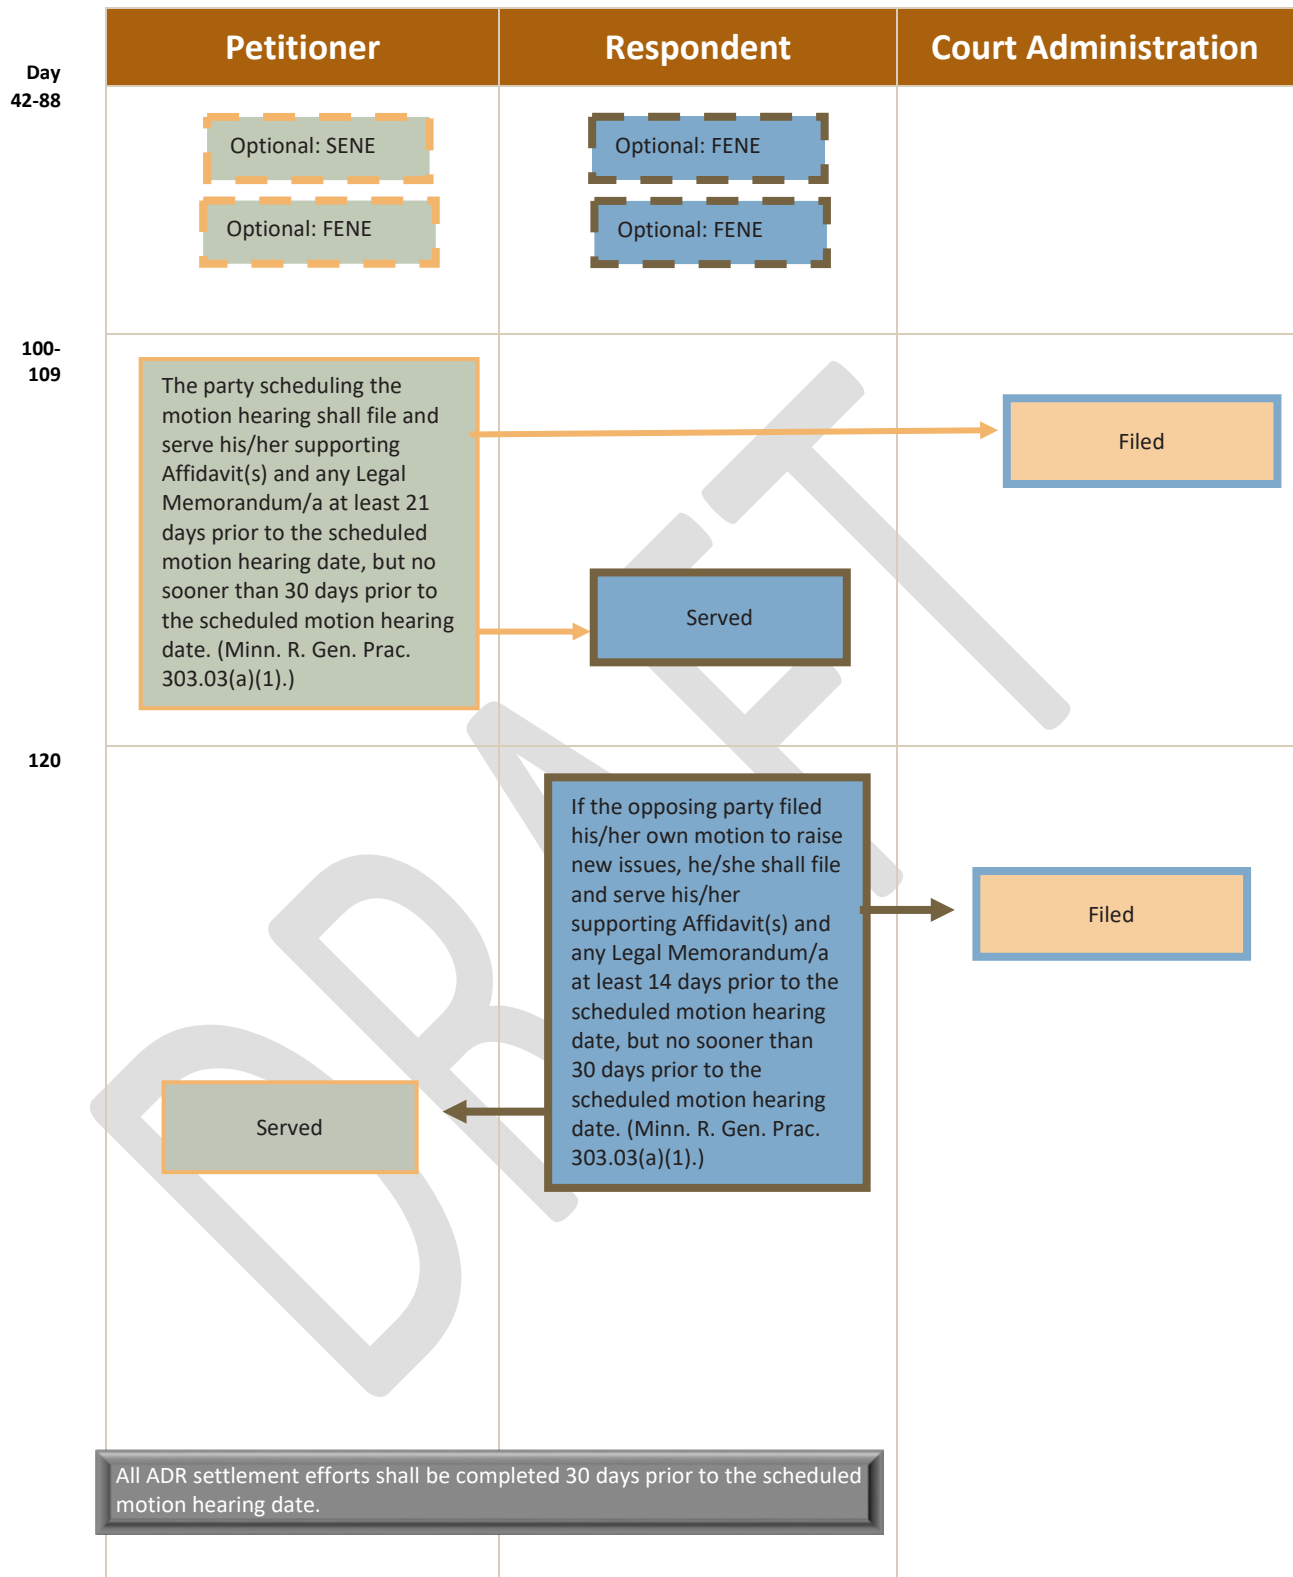 Petitioner
Respondent
Court Administration
Day
42-88
Optional: SENE
Optional: FENE
Optional: FENE
Optional: FENE
100-
109
The party scheduling the
motion hearing shall file and
serve his/her supporting
Affidavit(s) and any Legal
Memorandum/a at least 21
days prior to the scheduled
motion hearing date, but no
sooner than 30 days prior to
the scheduled motion hearing
date. (Minn. R. Gen. Prac.
303.03(a)(1).)
Filed
Served
120
If the opposing party filed
his/her own motion to raise
new issues, he/she shall file
and serve his/her
supporting Affidavit(s) and
any Legal Memorandum/a
at least 14 days prior to the
scheduled motion hearing
date, but no sooner than
30 days prior to the
scheduled motion hearing
date. (Minn. R. Gen. Prac.
303.03(a)(1).)
Filed
Served
All ADR settlement efforts shall be completed 30 days prior to the scheduled
motion hearing date.
DRAFT